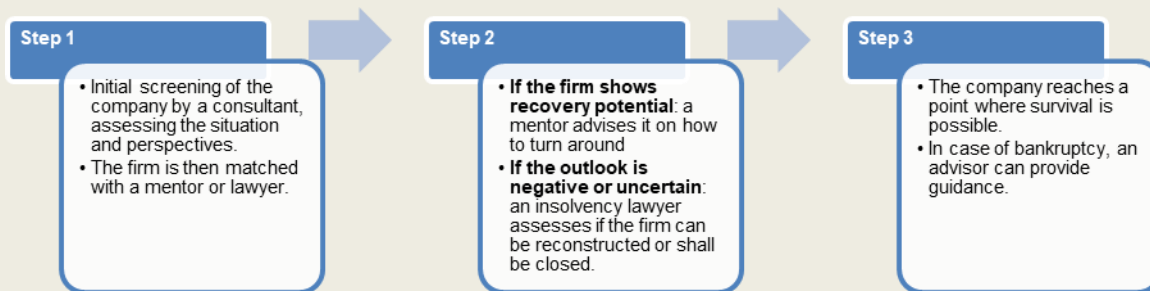 Step 1
• Initial screening of the
company by a consultant,
assessing the situation
and perspectives.
• The firm is then matched
with a mentor or lawyer.
Step 2
• If the firm shows
recovery potential: a
mentor advises it on how
to turn around
• If the outlook is
negative or uncertain:
an insolvency lawyer
assesses if the firm can
be reconstructed or shall
be closed.
Step 3
• The company reaches a
point where survival is
possible.
• In case of bankruptcy, an
advisor can provide
guidance.